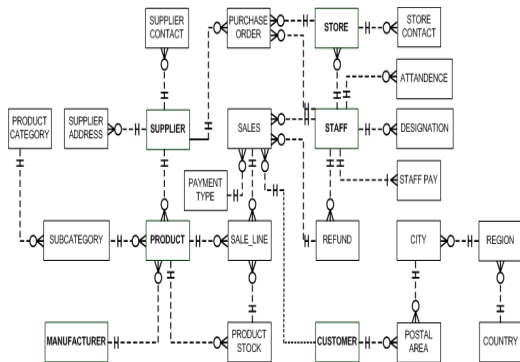 SUPPLIER
CONTACT
PURCHASE
ORDER
STORE
STORE
CONTACT
ATTANDENCE
PRODUCT
CATEGORY
SUPPLIER
ADDRESS
SUPPLIER
SALES
STAFF
DESIGNATION
PAYMENT
TYPE
STAFF PAY
SUBCATEGORY
PRODUCT
SALE_LINE
REFUND
CITY
REGION
MANUFACTURER
PRODUCT
STOCK
CUSTOMER
POSTAL
AREA
COUNTRY